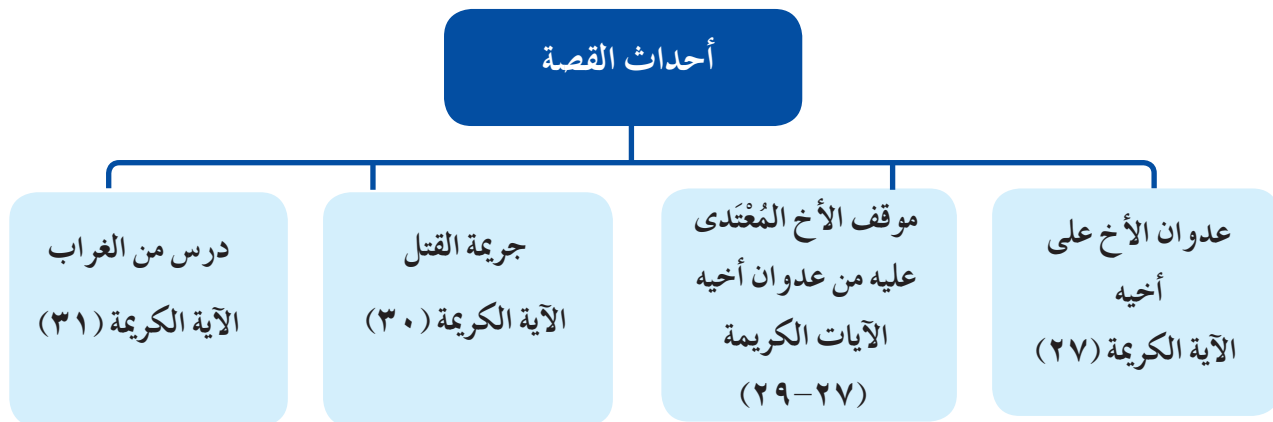 أحداث القصة
عدوان الأخ على
أخيه
الآية الكريمة (٢٧)
موقف الأخ المُعْتَدى
عليه من عدوان أخيه
الآيات الكريمة
(٢٧-٢٩)
جريمة القتل
الآية الكريمة (٣٠)
درس من الغراب
الآية الكريمة (٣١)